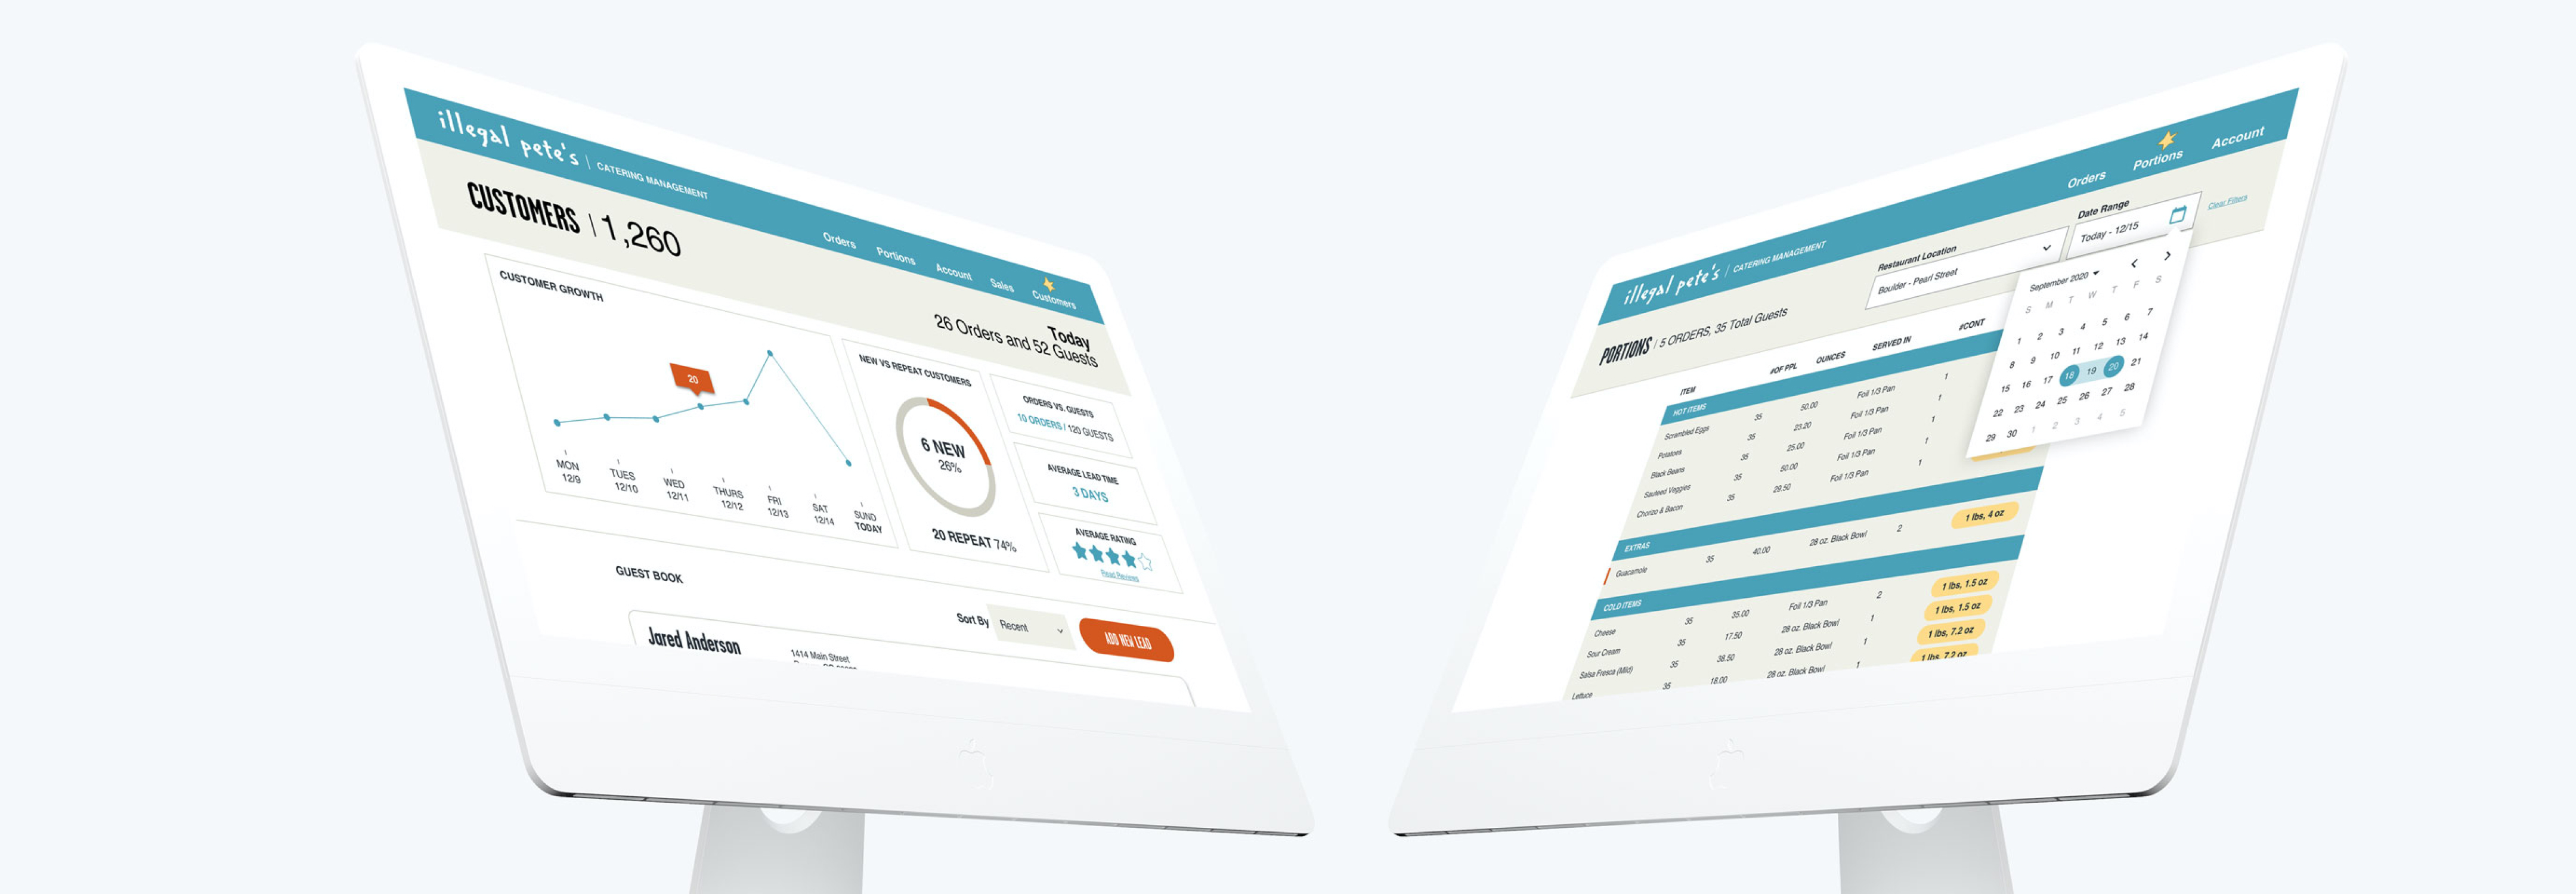 illegal pete's | CATERING MANAGEMENT
Orders Portions Account Sales Customers
CUSTOMERS | 1,260
Today
26 Orders and 52 Guests
CUSTOMER GROWTH
20
MON 12/9
TUES 12/10
WED 12/11
THURS 12/12
FRI 12/13
SAT 12/14
SUND TODAY
NEW VS REPEAT CUSTOMERS
6 NEW
26%
20 REPEAT 74%
ORDERS VS. GUESTS
10 ORDERS / 120 GUESTS
AVERAGE LEAD TIME
3 DAYS
AVERAGE RATING
Read Reviews
GUEST BOOK
Sort By Recent
ADD NEW LEAD
Jared Anderson
1414 Main Street
illegal pete's | CATERING MANAGEMENT
Orders Portions Account
PORTIONS | 5 ORDERS, 35 Total Guests
Restaurant Location
Boulder - Pearl Street
Date Range
Today - 12/15
Clear Filters
September 2020
S M T W T F S
1 2 3 4 5 6 7
8 9 10 11 12 13 14
15 16 17 18 19 20 21
22 23 24 25 26 27 28
29 30 1 2 3 4 5
ITEM #OF PPL OUNCES SERVED IN #CONT
HOT ITEMS
Scrambled Eggs 35 50.00 Foil 1/3 Pan 1
Potatoes 35 23.20 Foil 1/3 Pan 1
Black Beans 35 25.00 Foil 1/3 Pan 1
Sauteed Veggies 35 50.00 Foil 1/3 Pan 1
Chorizo & Bacon 35 29.50 Foil 1/3 Pan 1
EXTRAS
Guacamole 35 40.00 28 oz. Black Bowl 2 1 lbs, 4 oz
COLD ITEMS
Cheese 35 35.00 Foil 1/3 Pan 2 1 lbs, 1.5 oz
Sour Cream 35 17.50 28 oz. Black Bowl 1 1 lbs, 1.5 oz
Salsa Fresca (Mild) 35 38.50 28 oz. Black Bowl 1 1 lbs, 7.2 oz
Lettuce 35 18.00 28 oz. Black Bowl 1 1 lbs, 7.2 oz